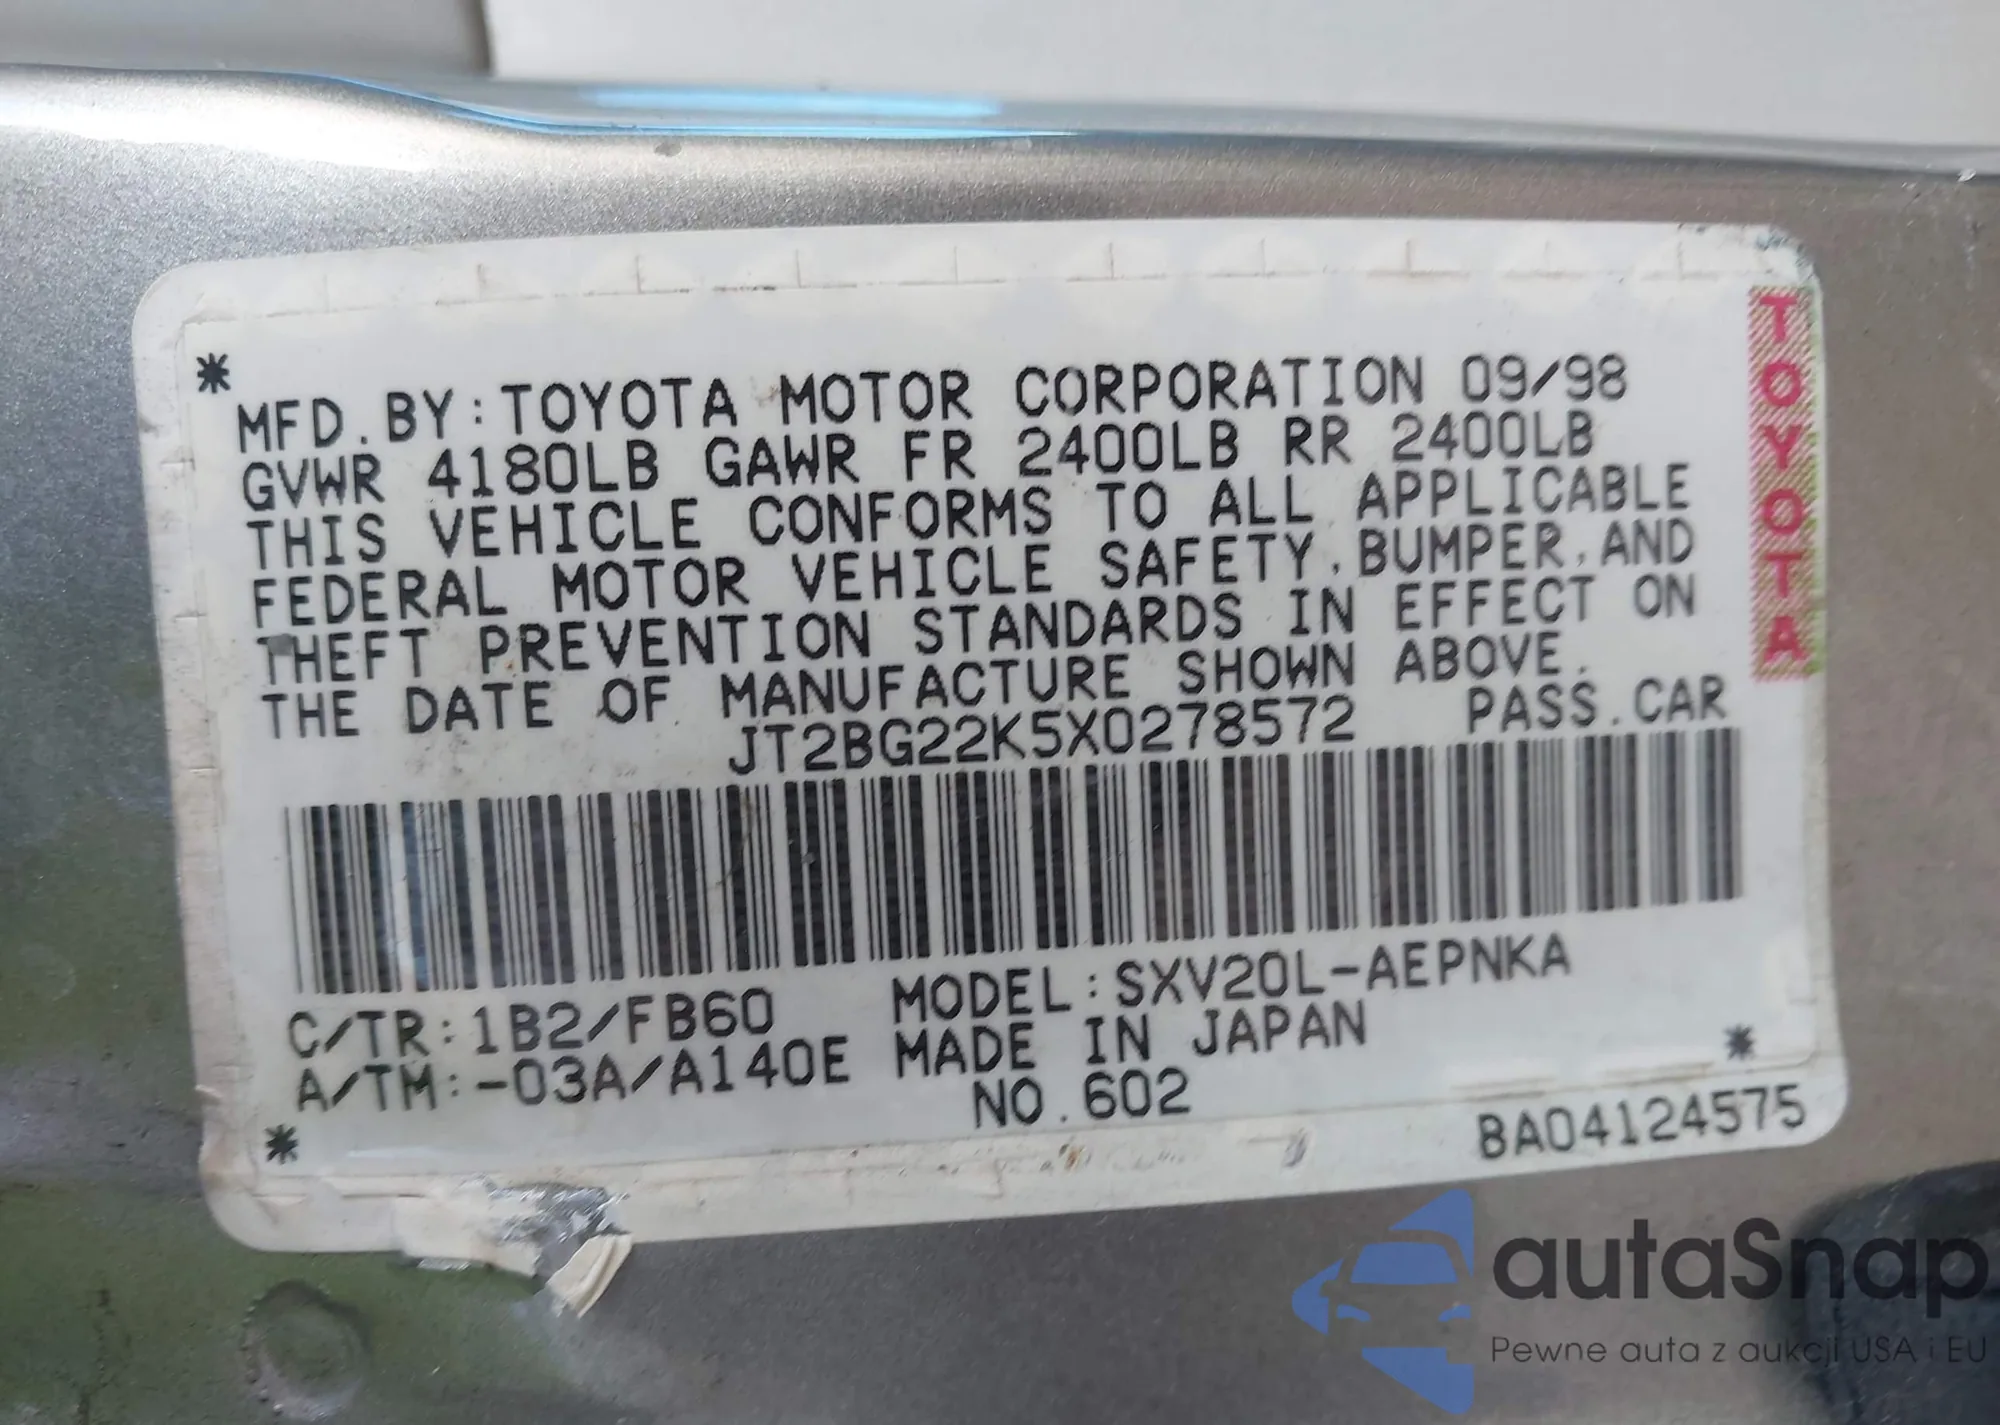 MFD.BY:TOYOTA MOTOR CORPORATION 09/98
GVWR 4180LB GAWR FR 2400LB RR 2400LB
THIS VEHICLE CONFORMS TO ALL APPLICABLE
FEDERAL MOTOR VEHICLE SAFETY,BUMPER,AND
THEFT PREVENTION STANDARDS IN EFFECT ON
THE DATE OF MANUFACTURE SHOWN ABOVE.
JT2BG22K5X0278572 PASS.CAR
C/TR:1B2/FB60 MODEL:SXV20L-AEPNKA
A/TM:-03A/A140E MADE IN JAPAN
NO.602
BA04124575
TOYOTA
autaSnap
Pewne auta z aukcji USA i EU